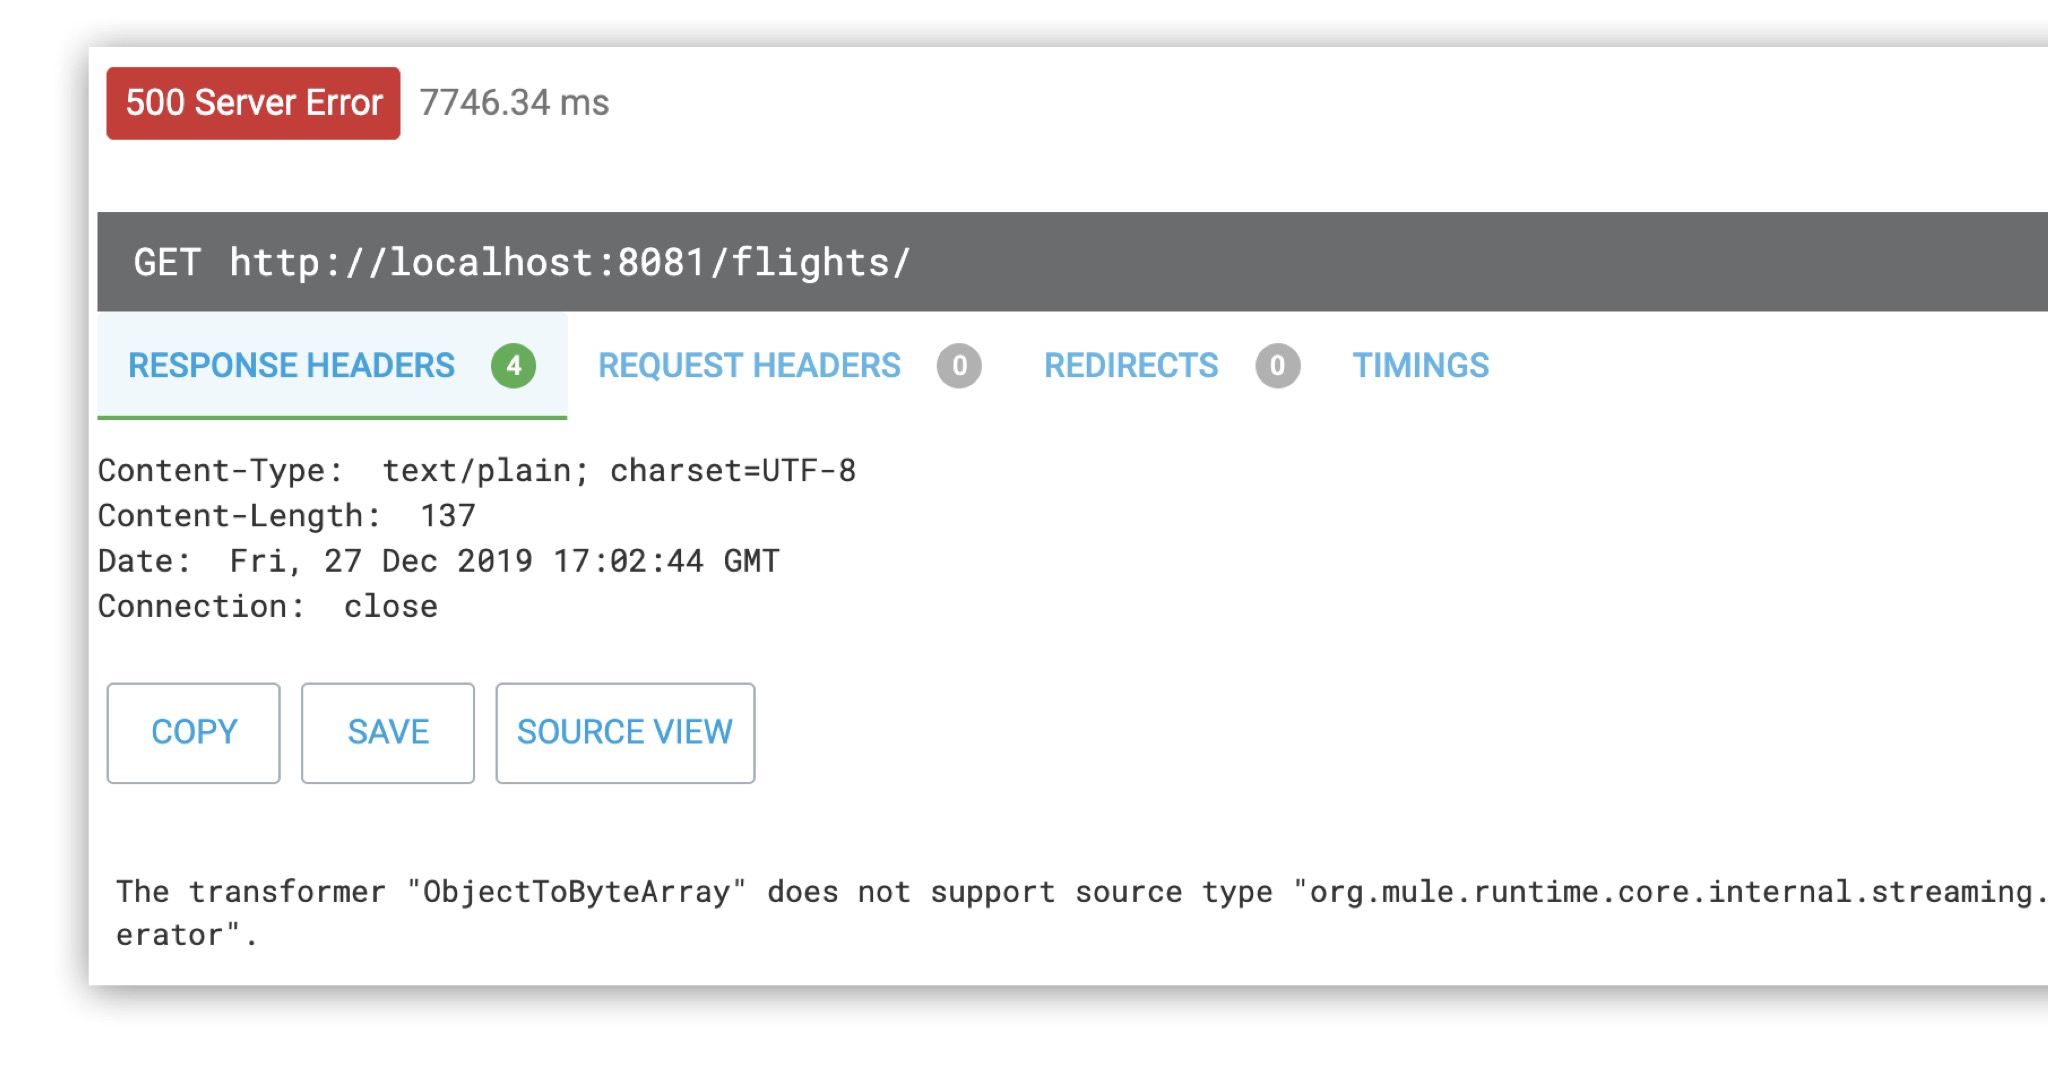 500 Server Error 7746.34 ms
GET http://localhost:8081/flights/
RESPONSE HEADERS 4 REQUEST HEADERS 0 REDIRECTS 0 TIMINGS
Content-Type: text/plain; charset=UTF-8
Content-Length: 137
Date: Fri, 27 Dec 2019 17:02:44 GMT
Connection: close
COPY SAVE SOURCE VIEW
The transformer "ObjectToByteArray" does not support source type "org.mule.runtime.core.internal.streaming.
erator".